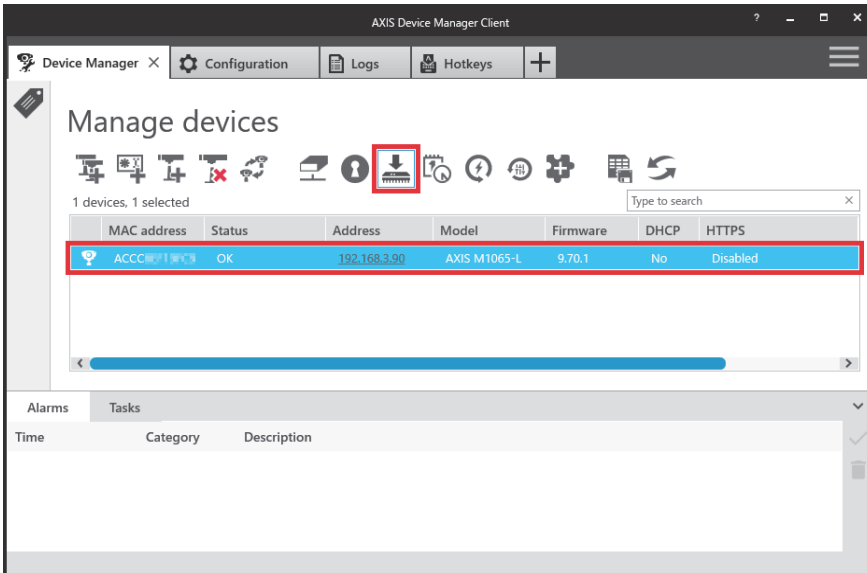 AXIS Device Manager Client
Device Manager Configuration Logs Hotkeys
Manage devices
1 devices, 1 selected
Type to search
MAC address Status Address Model Firmware DHCP HTTPS
ACCC OK 192.168.3.90 AXIS M1065-L 9.70.1 No Disabled
Alarms Tasks
Time Category Description